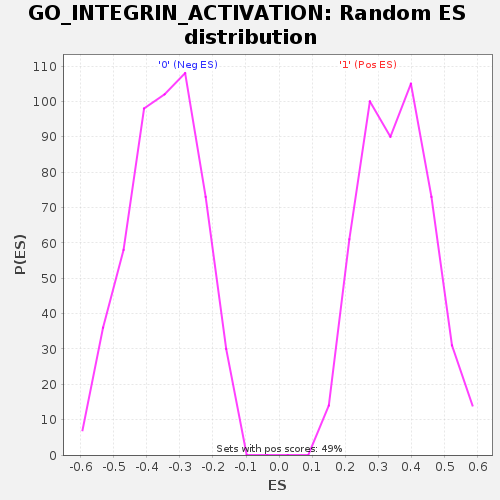 GO_INTEGRIN_ACTIVATION: Random ES
distribution
'0' (Neg ES)
'1' (Pos ES)
110
100
90
80
70
60
50
40
30
20
10
0
P(ES)
Sets with pos scores: 49%
-0.6 -0.5 -0.4 -0.3 -0.2 -0.1 0.0 0.1 0.2 0.3 0.4 0.5 0.6
ES